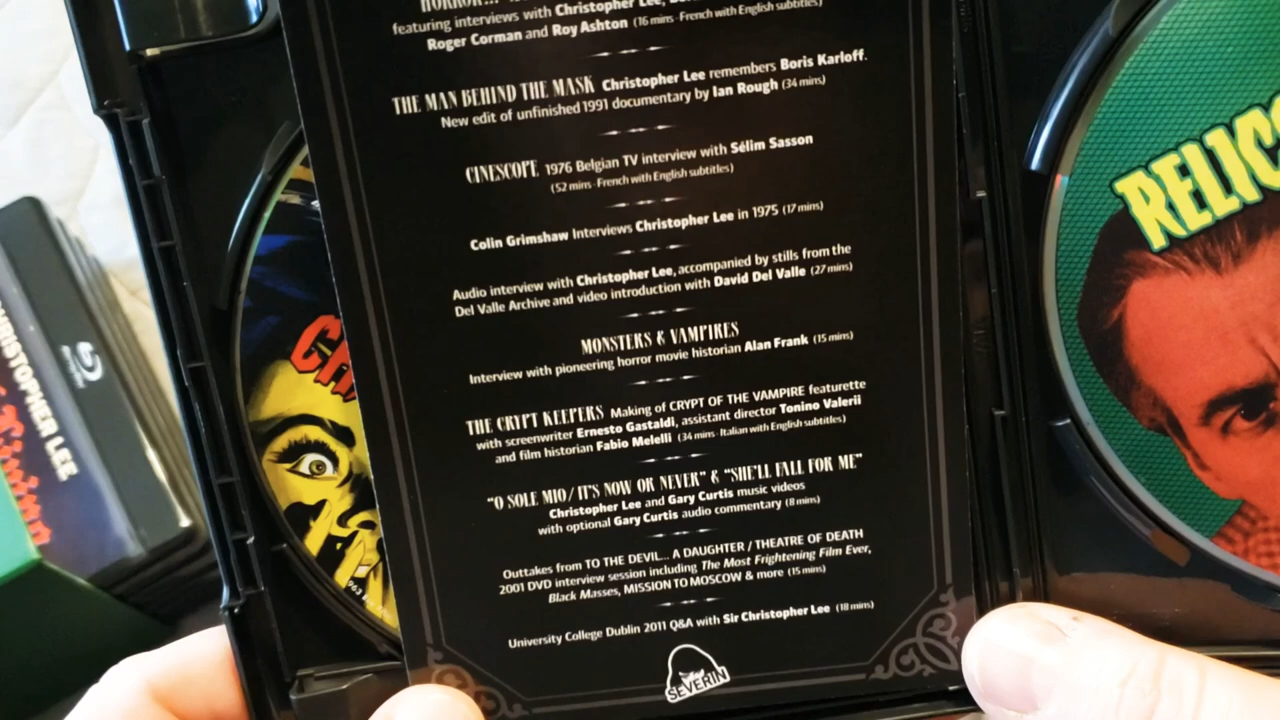 HORROR...
featuring interviews with Christopher Lee,
Roger Corman and Roy Ashton (16 mins - French with English subtitles)
THE MAN BEHIND THE MASK Christopher Lee remembers Boris Karloff.
New edit of unfinished 1991 documentary by Ian Rough (34 mins)
CINESCOPE 1976 Belgian TV interview with Sélim Sasson
(52 mins - French with English subtitles)
Colin Grimshaw Interviews Christopher Lee in 1975 (17 mins)
Audio interview with Christopher Lee, accompanied by stills from the
Del Valle Archive and video introduction with David Del Valle (27 mins)
MONSTERS & VAMPIRES
Interview with pioneering horror movie historian Alan Frank (15 mins)
THE CRYPT KEEPERS Making of CRYPT OF THE VAMPIRE featurette
with screenwriter Ernesto Gastaldi, assistant director Tonino Valerii
and film historian Fabio Melelli (34 mins - Italian with English subtitles)
"O SOLE MIO / IT'S NOW OR NEVER" & "SHE'LL FALL FOR ME"
Christopher Lee and Gary Curtis music videos
with optional Gary Curtis audio commentary (8 mins)
Outtakes from TO THE DEVIL... A DAUGHTER / THEATRE OF DEATH
2001 DVD interview session including The Most Frightening Film Ever,
Black Masses, MISSION TO MOSCOW & more (15 mins)
University College Dublin 2011 Q&A with Sir Christopher Lee (18 mins)
SEVERIN
RELIC
CHRISTOPHER LEE